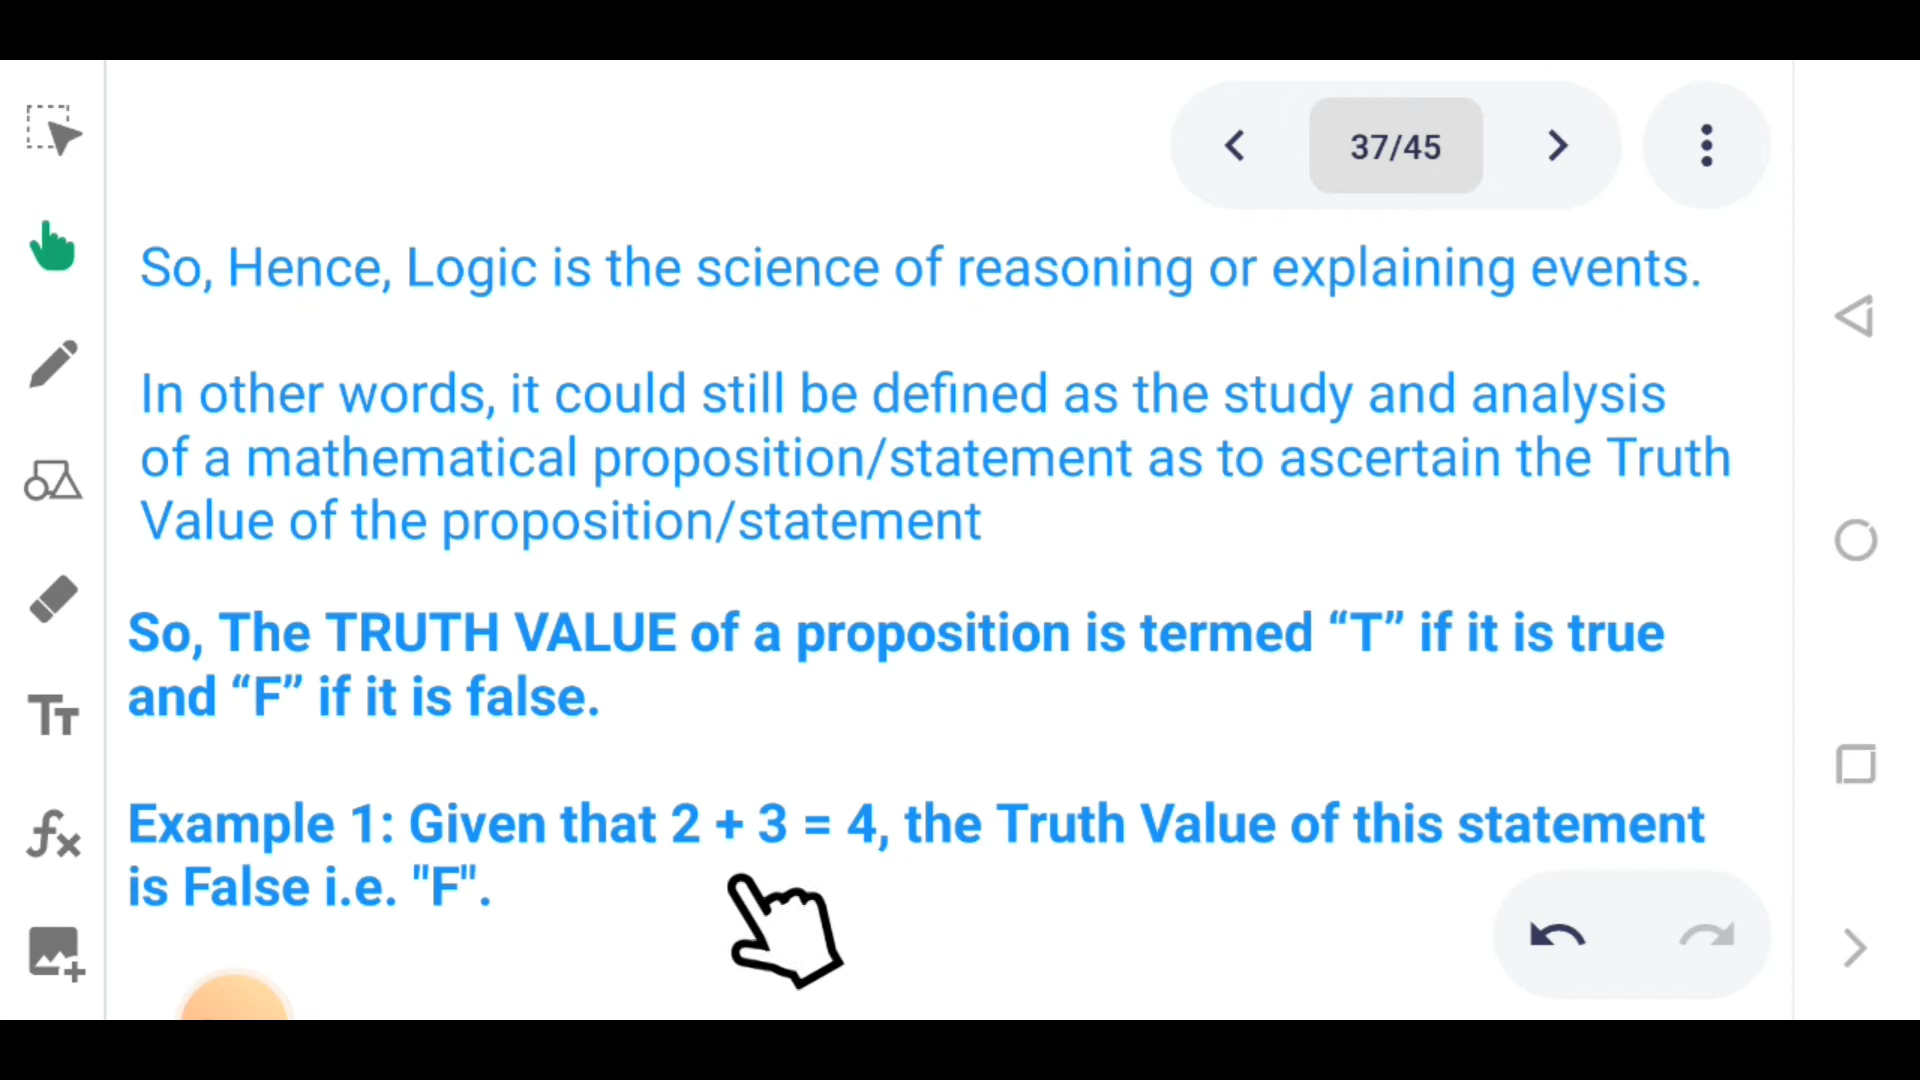 37/45
So, Hence, Logic is the science of reasoning or explaining events.
In other words, it could still be defined as the study and analysis
of a mathematical proposition/statement as to ascertain the Truth
Value of the proposition/statement
So, The TRUTH VALUE of a proposition is termed “T” if it is true
and “F” if it is false.
Example 1: Given that 2 + 3 = 4, the Truth Value of this statement
is False i.e. "F".
TT
fx